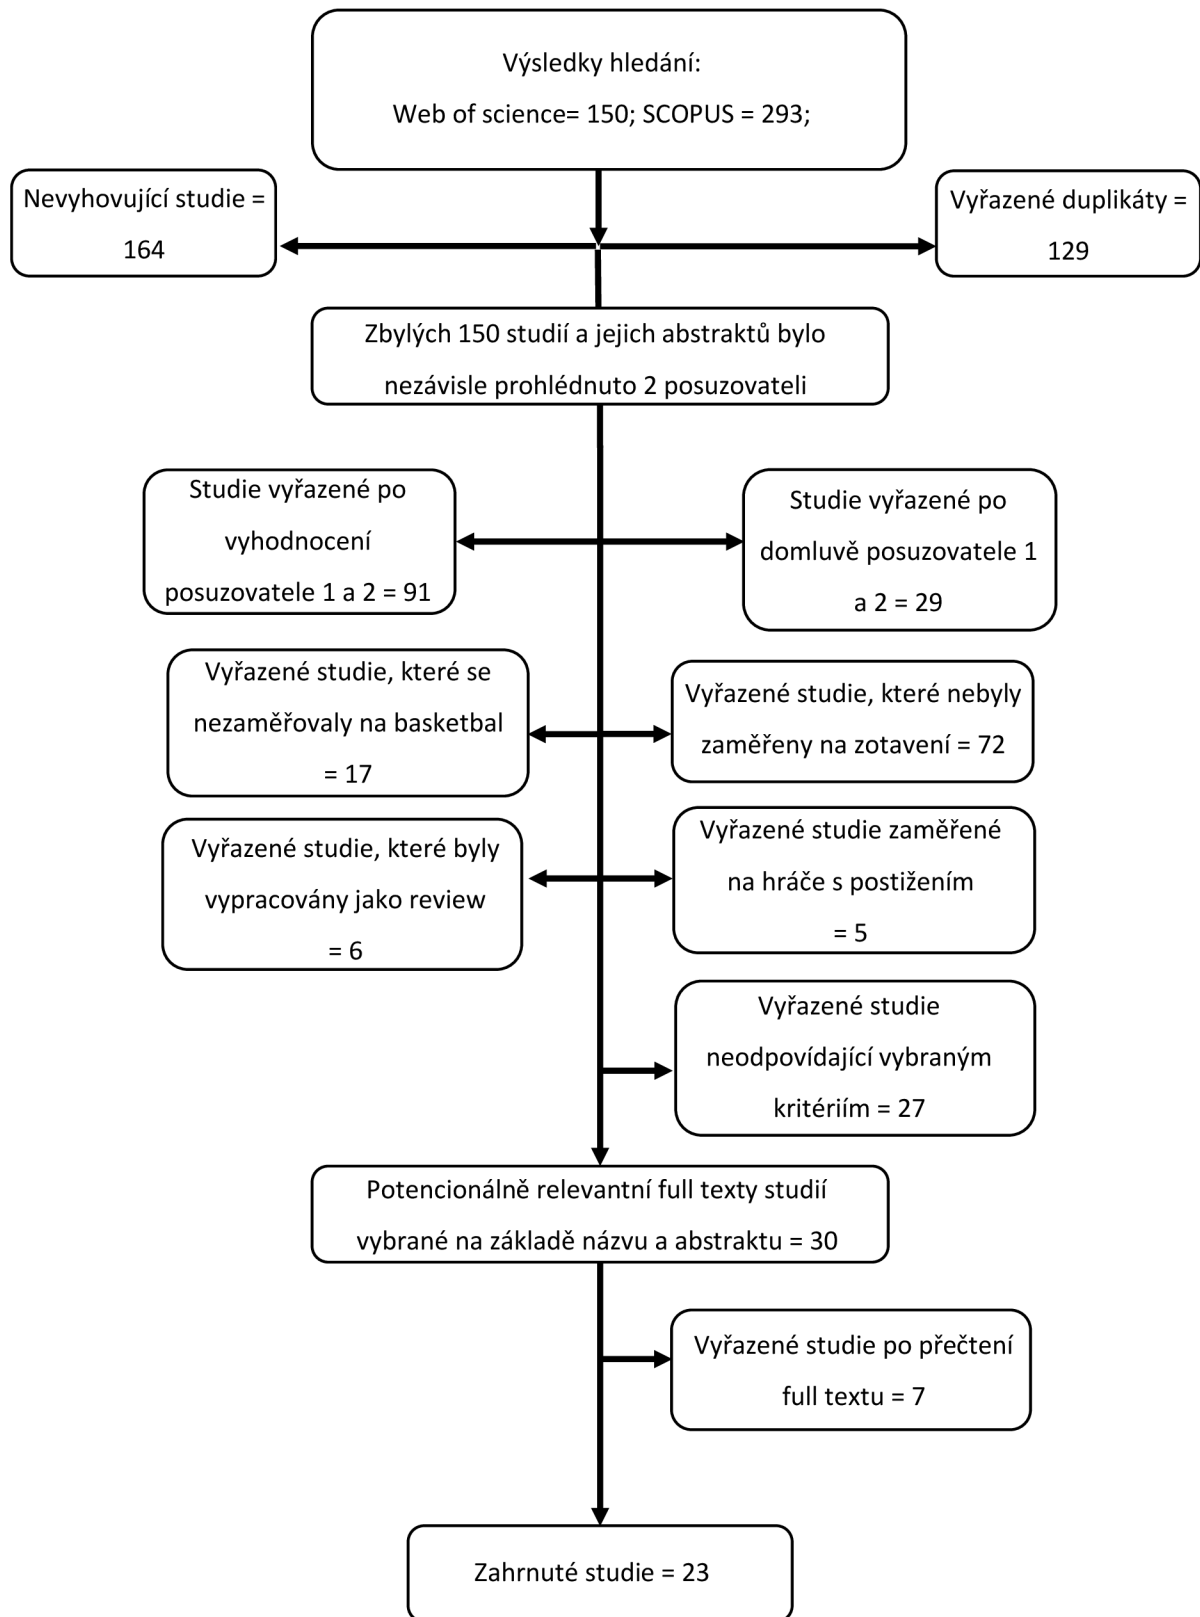 Výsledky hledání:
Web of science= 150; SCOPUS = 293;
Nevyhovující studie =
164
Vyřazené duplikáty =
129
Zbylých 150 studií a jejich abstraktů bylo
nezávisle prohlédnuto 2 posuzovateli
Studie vyřazené po
vyhodnocení
posuzovatele 1 a 2 = 91
Studie vyřazené po
domluvě posuzovatele 1
a 2 = 29
Vyřazené studie, které se
nezaměřovaly na basketbal
= 17
Vyřazené studie, které nebyly
zaměřeny na zotavení = 72
Vyřazené studie, které byly
vypracovány jako review
= 6
Vyřazené studie zaměřené
na hráče s postižením
= 5
Vyřazené studie
neodpovídající vybraným
kritériím = 27
Potencionálně relevantní full texty studií
vybrané na základě názvu a abstraktu = 30
Vyřazené studie po přečtení
full textu = 7
Zahrnuté studie = 23